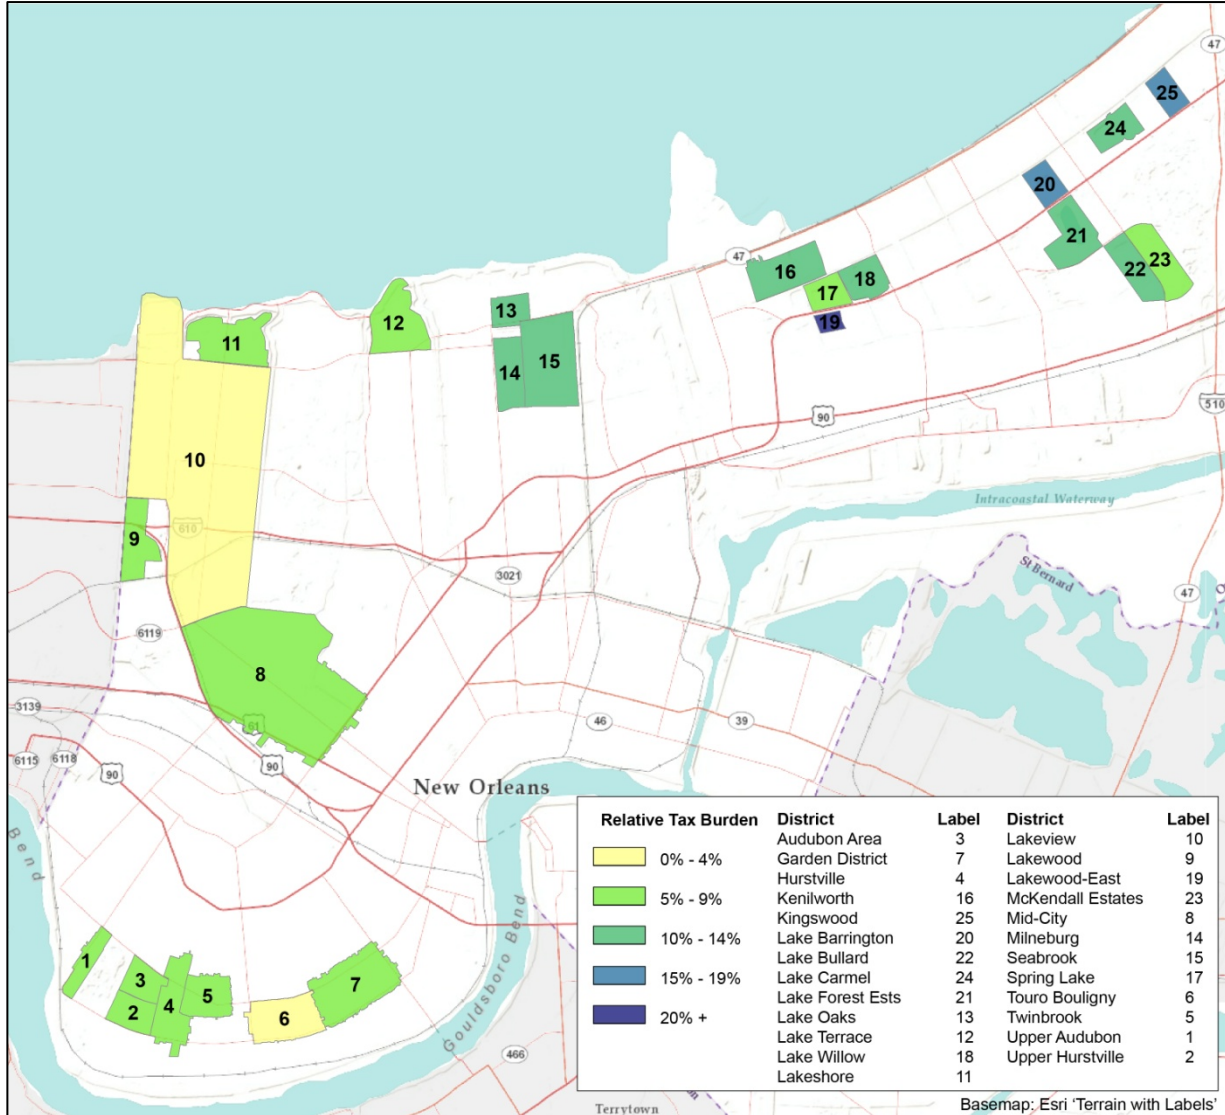 47
25
24
20
21
22
23
47
16
18
17
19
13
12
11
14
15
90
510
10
Intracoastal Waterway
9
610
3021
St Bernard
47
6119
8
3139
61
46
39
6115
6118
90
90
New Orleans
Bend
Gouldsboro Bend
1
3
2
4
5
7
6
466
Terrytown
Relative Tax Burden
0% - 4%
5% - 9%
10% - 14%
15% - 19%
20% +
District Label District Label
Audubon Area 3 Lakeview 10
Garden District 7 Lakewood 9
Hurstville 4 Lakewood-East 19
Kenilworth 16 McKendall Estates 23
Kingswood 25 Mid-City 8
Lake Barrington 20 Milneburg 14
Lake Bullard 22 Seabrook 15
Lake Carmel 24 Spring Lake 17
Lake Forest Ests 21 Touro Bouligny 6
Lake Oaks 13 Twinbrook 5
Lake Terrace 12 Upper Audubon 1
Lake Willow 18 Upper Hurstville 2
Lakeshore 11
Basemap: Esri 'Terrain with Labels'